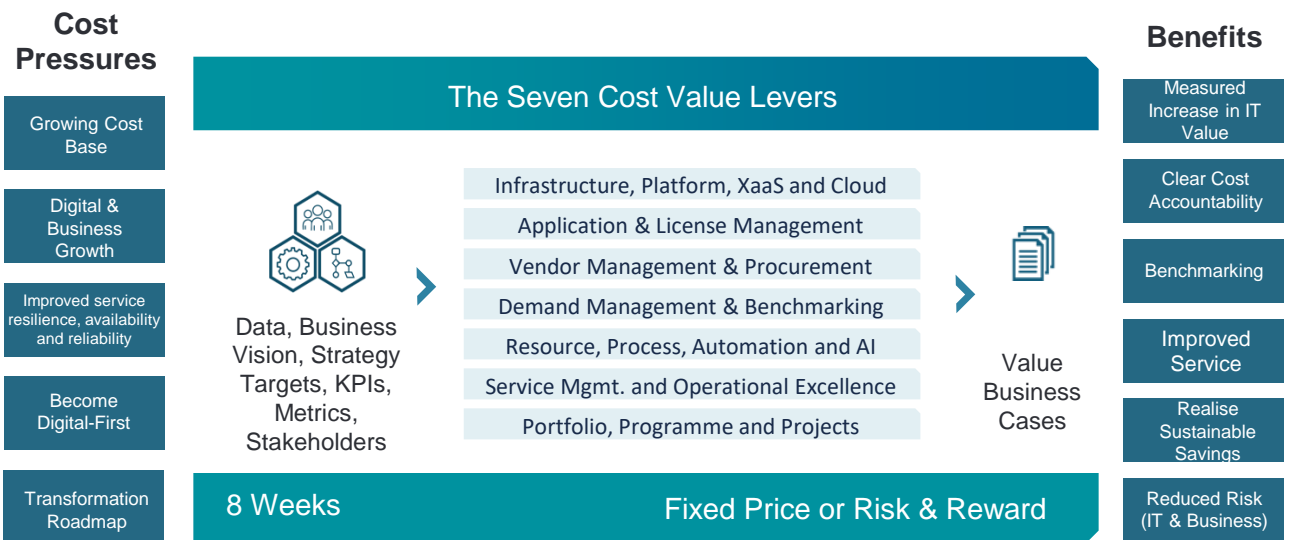 Cost
Pressures
Growing Cost
Base
Digital &
Business
Growth
Improved service
resilience, availability
and reliability
Become
Digital-First
Transformation
Roadmap
The Seven Cost Value Levers
Data, Business
Vision, Strategy
Targets, KPIs,
Metrics,
Stakeholders
Infrastructure, Platform, XaaS and Cloud
Application & License Management
Vendor Management & Procurement
Demand Management & Benchmarking
Resource, Process, Automation and AI
Service Mgmt. and Operational Excellence
Portfolio, Programme and Projects
Value
Business
Cases
8 Weeks
Fixed Price or Risk & Reward
Benefits
Measured
Increase in IT
Value
Clear Cost
Accountability
Benchmarking
Improved
Service
Realise
Sustainable
Savings
Reduced Risk
(IT & Business)